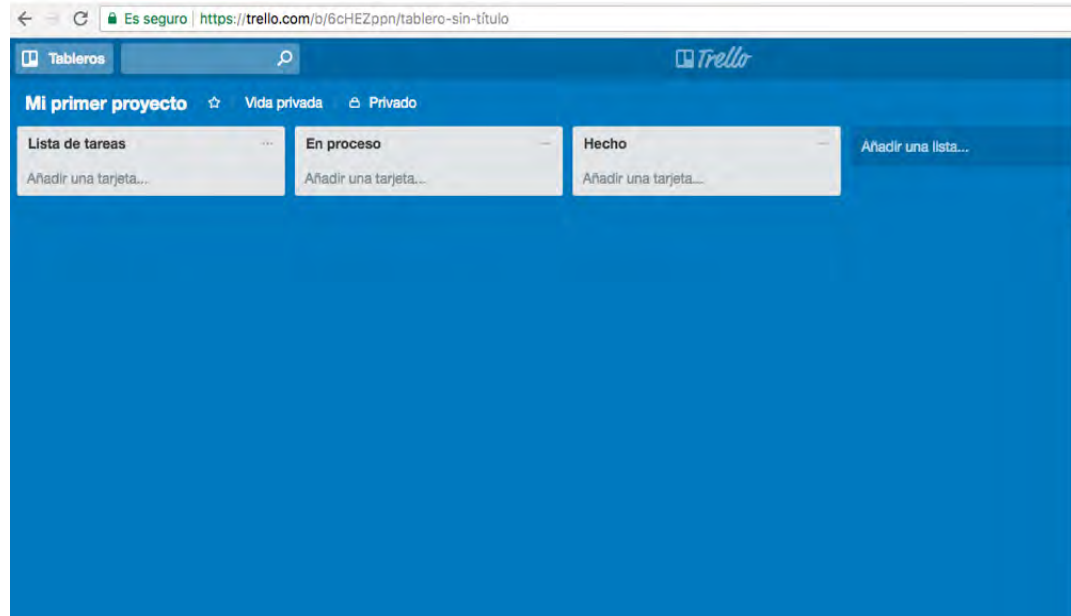 Es seguro https://trello.com/b/6cHEZppn/tablero-sin-título
Tableros Trello
Mi primer proyecto Vida privada Privado
Lista de tareas ... En proceso ... Hecho ... Añadir una lista...
Añadir una tarjeta... Añadir una tarjeta... Añadir una tarjeta...